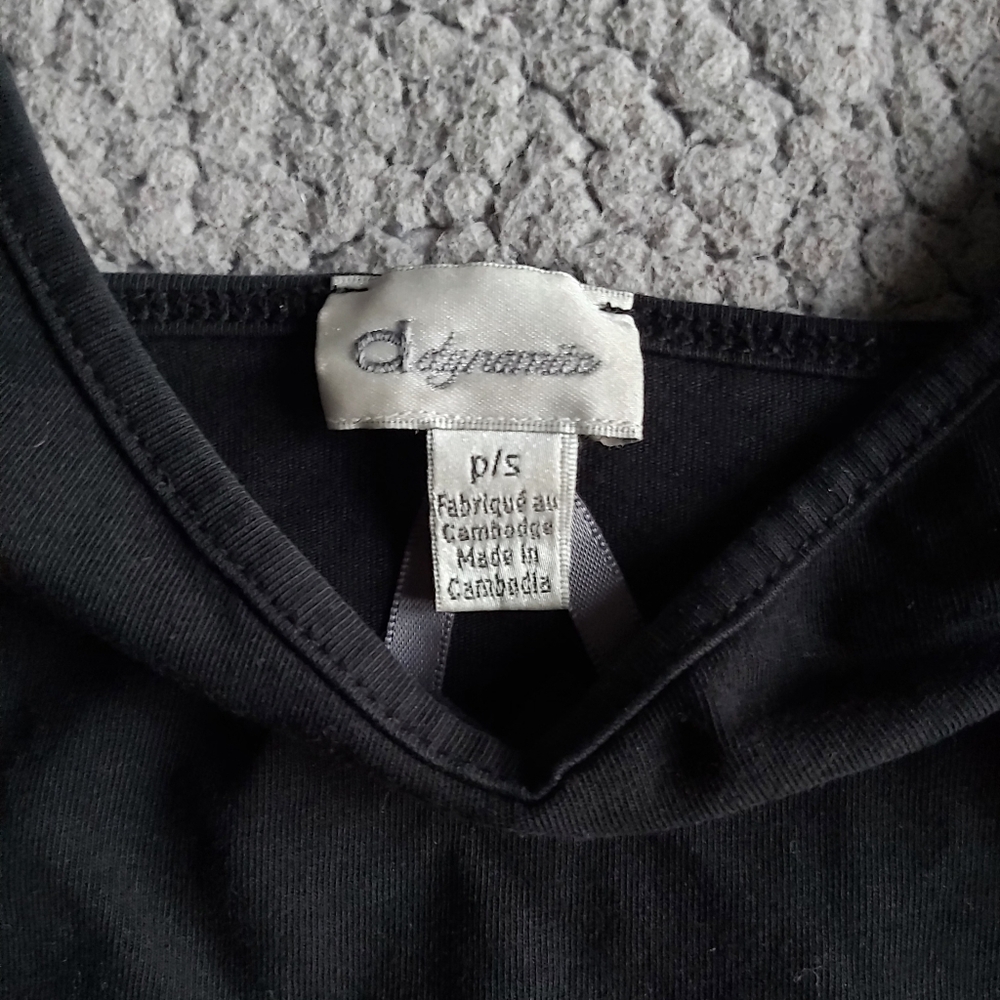 d dynamite
p/s
Fabriqué au
Cambodge
Made in
Cambodia